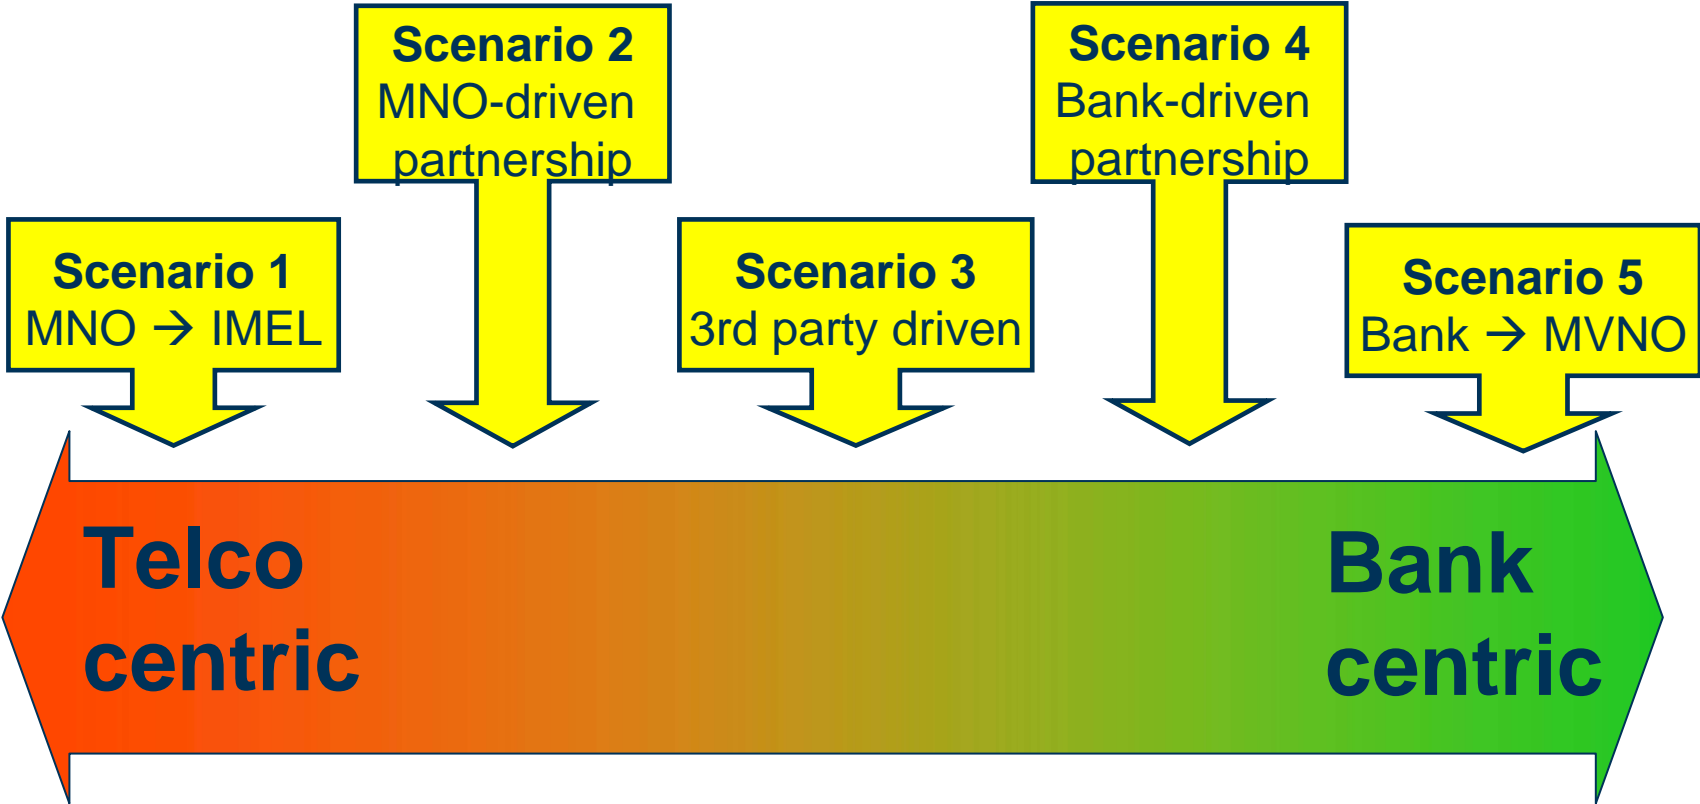 Scenario 1
MNO → IMEL
Scenario 2
MNO-driven
partnership
Scenario 3
3rd party driven
Scenario 4
Bank-driven
partnership
Scenario 5
Bank → MVNO
Telco
centric
Bank
centric